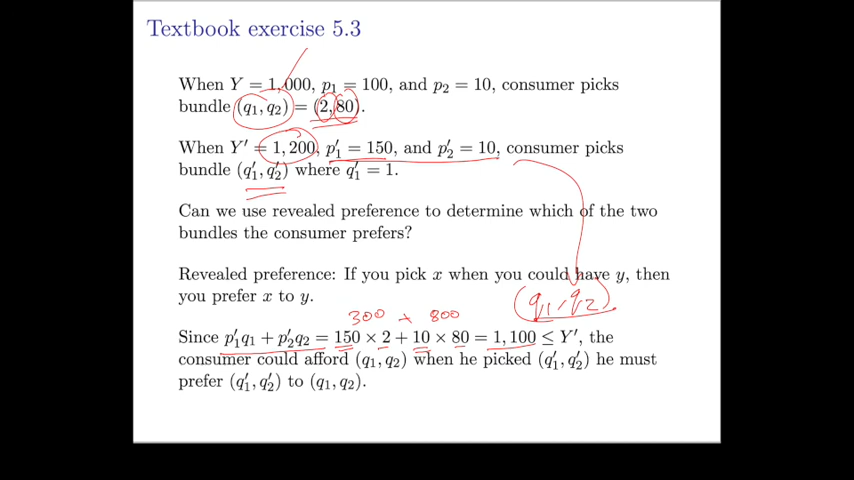 Textbook exercise 5.3
When Y = 1,000, p₁ = 100, and p₂ = 10, consumer picks
bundle (q₁, q₂) = (2, 80).
When Y′ = 1,200, p′₁ = 150, and p′₂ = 10, consumer picks
bundle (q′₁, q′₂) where q′₁ = 1.
Can we use revealed preference to determine which of the two
bundles the consumer prefers?
Revealed preference: If you pick x when you could have y, then
you prefer x to y.
(q₁, q₂)
300 + 800
Since p′₁q₁ + p′₂q₂ = 150 × 2 + 10 × 80 = 1,100 ≤ Y′, the
consumer could afford (q₁, q₂) when he picked (q′₁, q′₂) he must
prefer (q′₁, q′₂) to (q₁, q₂).